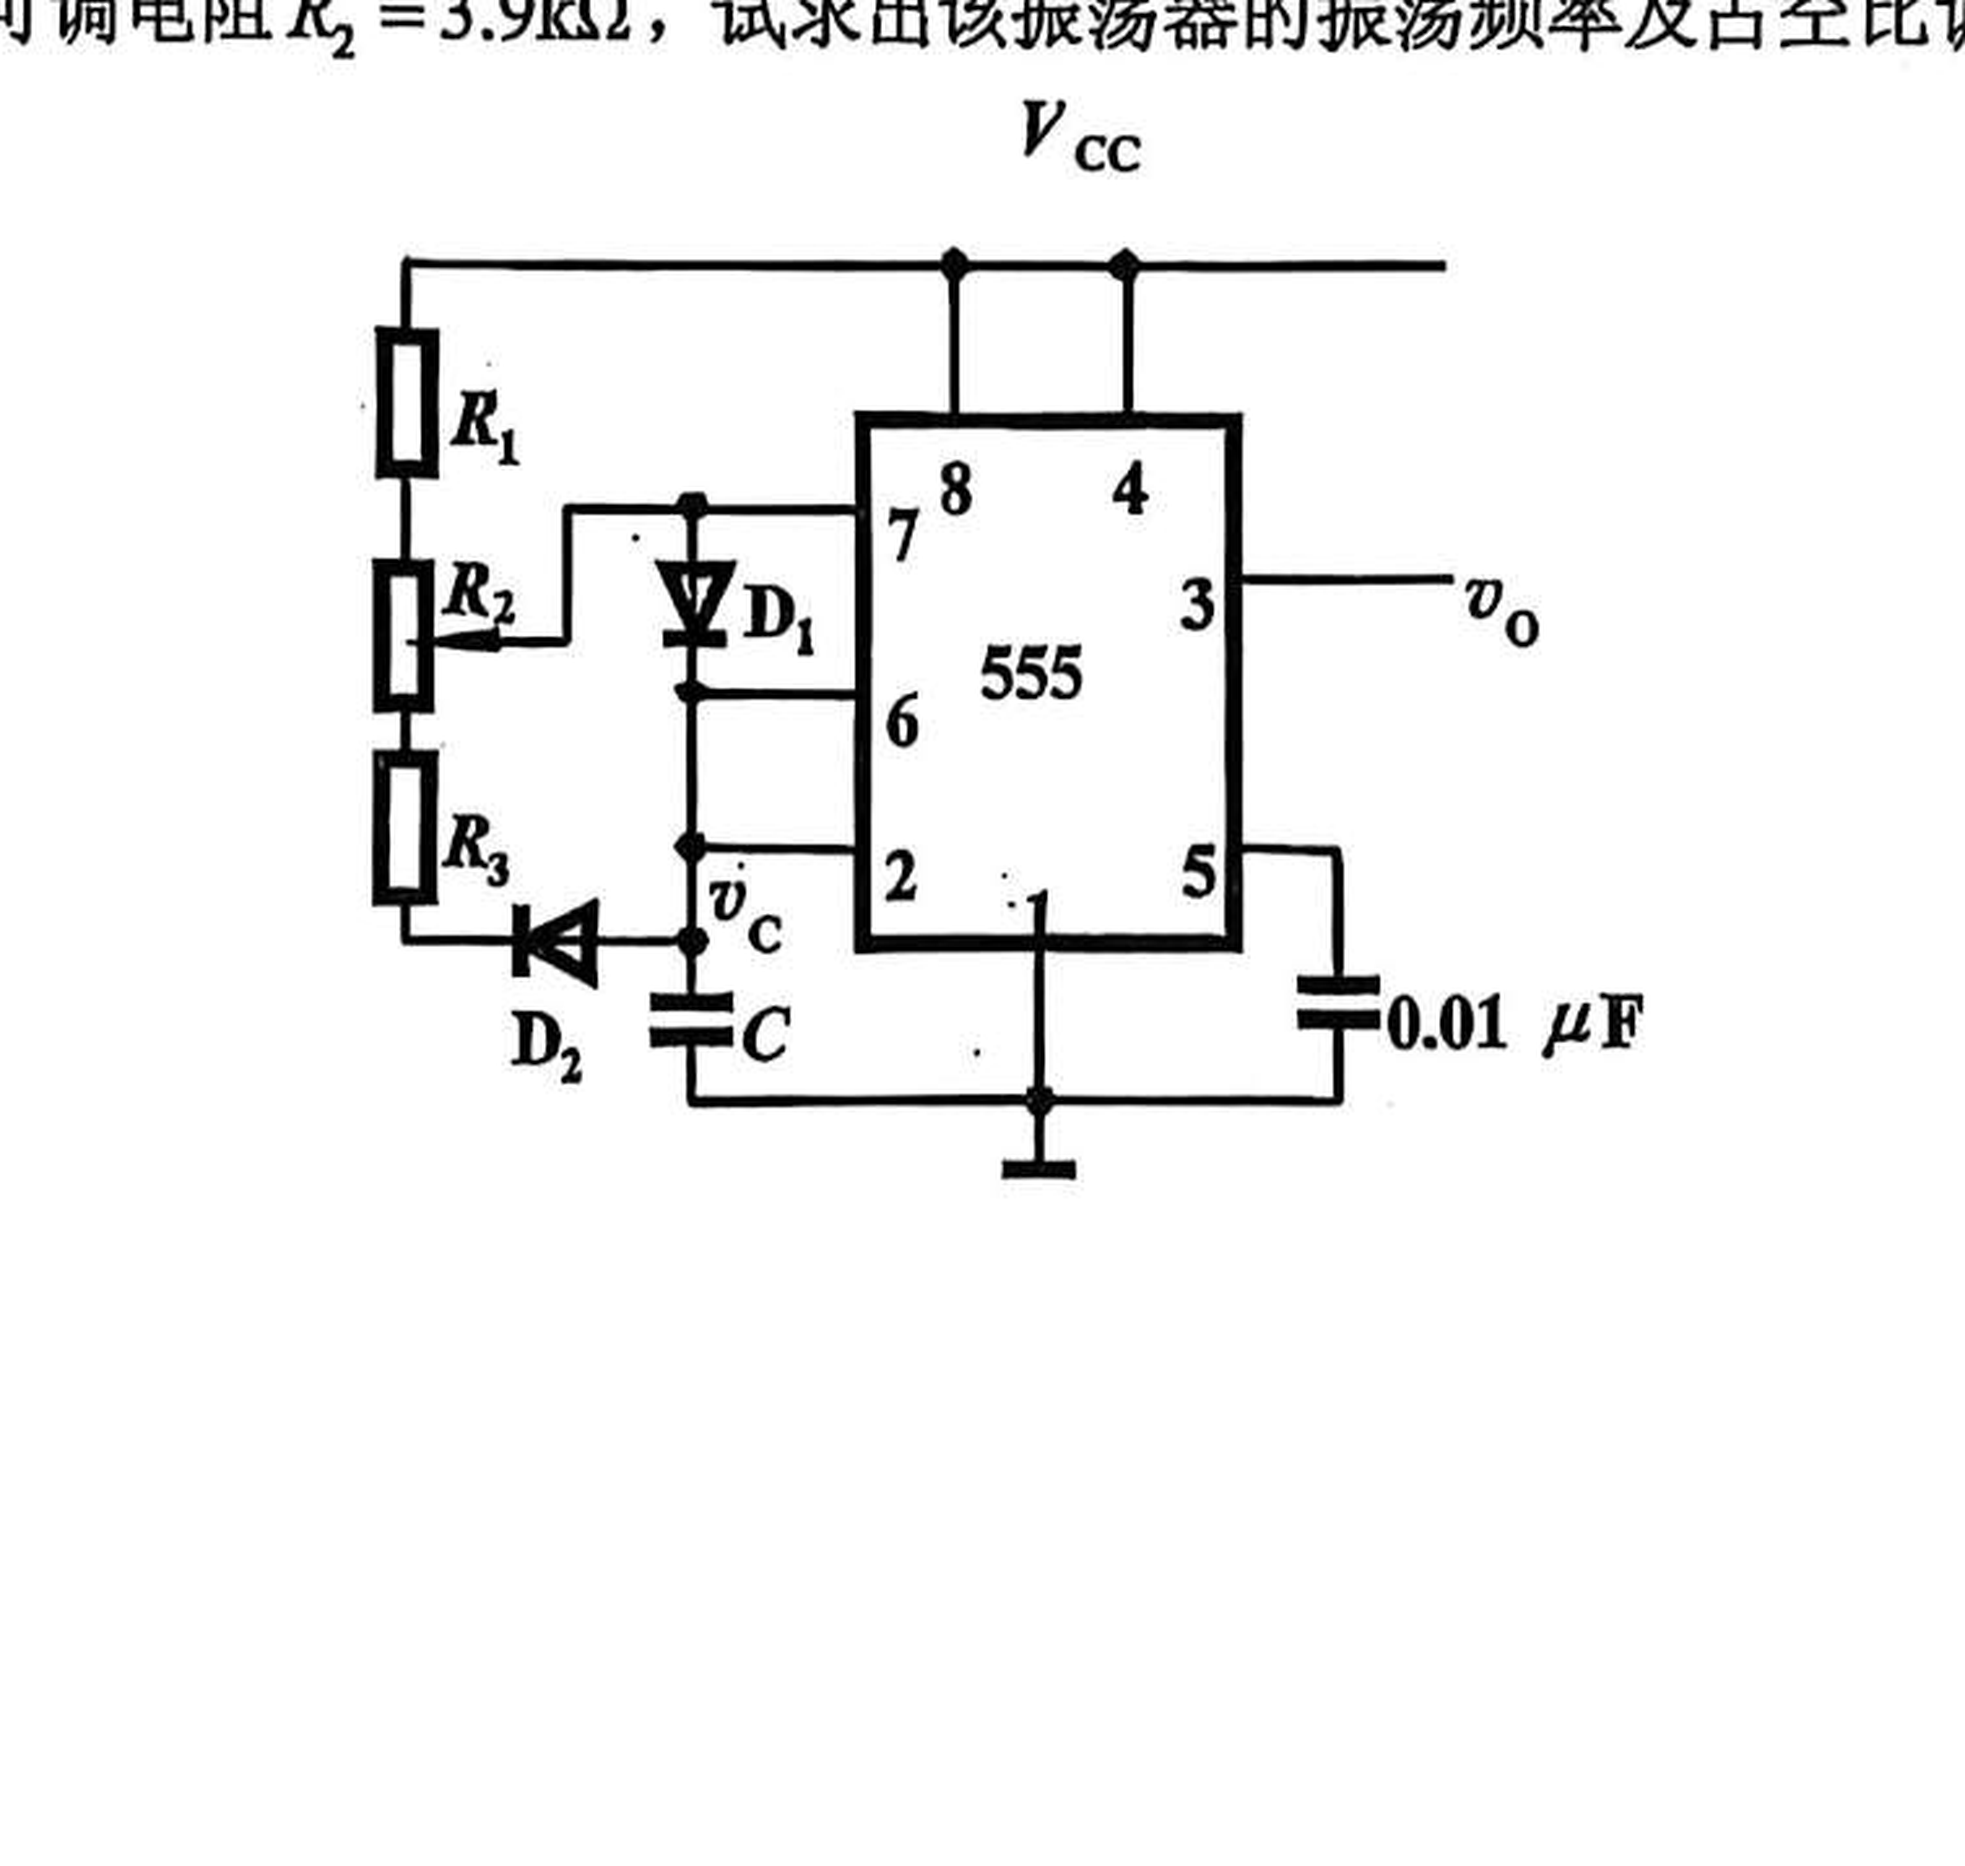 可调电阻 R₂ = 3.9kΩ，试求出该振荡器的振荡频率及占空比
V_CC
R₁
8 4
7
R₂
D₁
3
v_O
555
6
R₃
2
5
v_C
1
D₂
C
0.01 μF